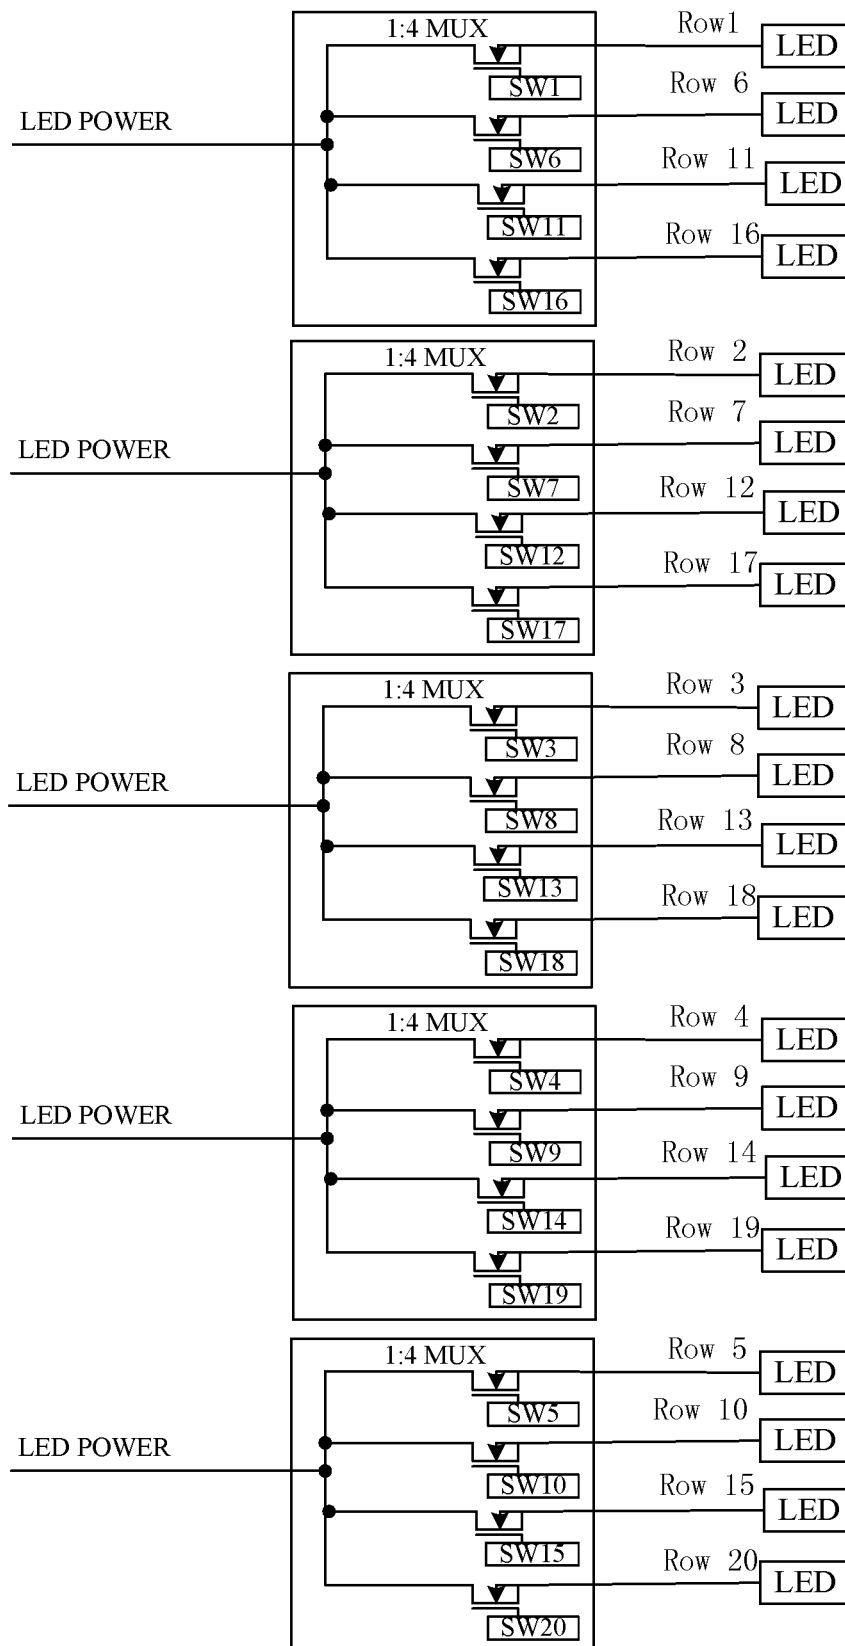 1:4 MUX
Row1
LED
SW1
Row 6
LED
LED POWER
SW6
Row 11
LED
SW11
Row 16
LED
SW16
1:4 MUX
Row 2
LED
SW2
Row 7
LED
LED POWER
SW7
Row 12
LED
SW12
Row 17
LED
SW17
1:4 MUX
Row 3
LED
SW3
Row 8
LED
LED POWER
SW8
Row 13
LED
SW13
Row 18
LED
SW18
1:4 MUX
Row 4
LED
SW4
Row 9
LED
LED POWER
SW9
Row 14
LED
SW14
Row 19
LED
SW19
1:4 MUX
Row 5
LED
SW5
Row 10
LED
LED POWER
SW10
Row 15
LED
SW15
Row 20
LED
SW20